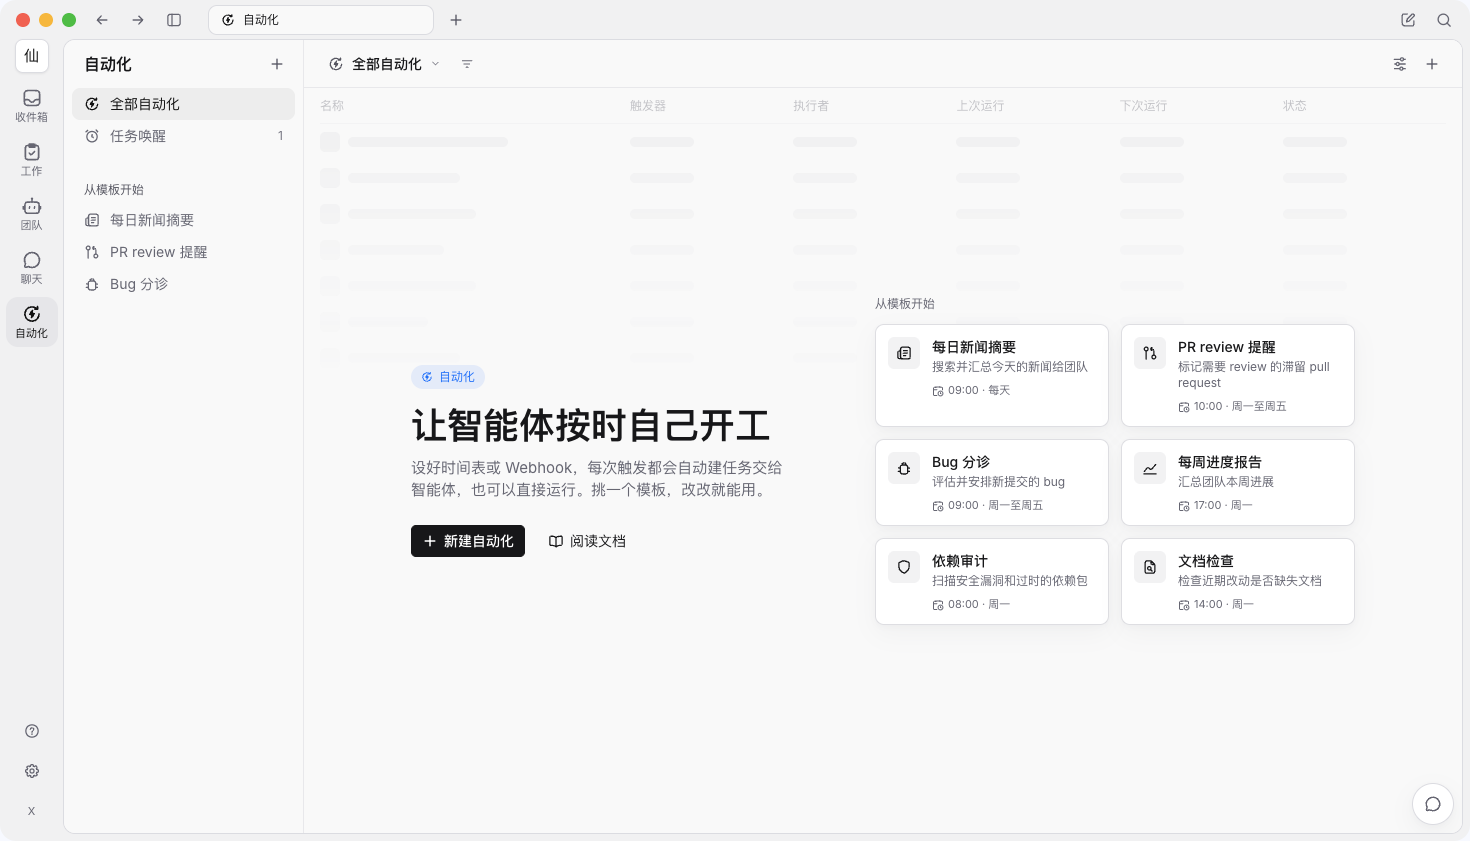 自动化
仙
收件箱
工作
团队
聊天
自动化
X
自动化
全部自动化
任务唤醒 1
从模板开始
每日新闻摘要
PR review 提醒
Bug 分诊
全部自动化
名称 触发器 执行者 上次运行 下次运行 状态
自动化
让智能体按时自己开工
设好时间表或 Webhook，每次触发都会自动建任务交给
智能体，也可以直接运行。挑一个模板，改改就能用。
新建自动化 阅读文档
从模板开始
每日新闻摘要
搜索并汇总今天的新闻给团队
09:00 · 每天
PR review 提醒
标记需要 review 的滞留 pull
request
10:00 · 周一至周五
Bug 分诊
评估并安排新提交的 bug
09:00 · 周一至周五
每周进度报告
汇总团队本周进展
17:00 · 周一
依赖审计
扫描安全漏洞和过时的依赖包
08:00 · 周一
文档检查
检查近期改动是否缺失文档
14:00 · 周一